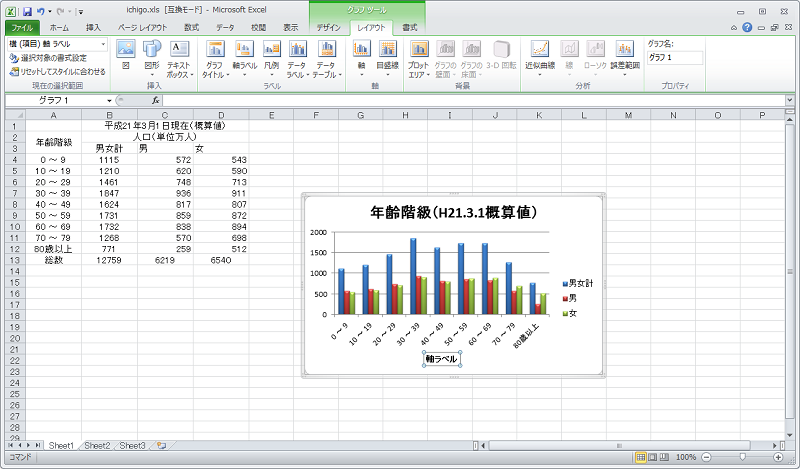 ichigo.xls [互換モード] - Microsoft Excel
グラフ ツール
ファイル ホーム 挿入 ページ レイアウト 数式 データ 校閲 表示 デザイン レイアウト 書式
横 (項目) 軸 ラベル
選択対象の書式設定
リセットしてスタイルに合わせる
現在の選択範囲
図 図形 テキスト ボックス
挿入
グラフ タイトル 軸ラベル 凡例 データ ラベル データ テーブル
ラベル
軸 目盛線
軸
プロット エリア グラフの 壁面 グラフの 床面 3-D 回転
背景
近似曲線 線 ローソク 誤差範囲
分析
グラフ名:
グラフ 1
プロパティ
グラフ 1 fx
A B C D E F G H I J K L M N O P
1 平成21年3月1日現在(概算値)
2 年齢階級 人口(単位万人)
3 男女計 男 女
4 0 ~ 9 1115 572 543
5 10 ~ 19 1210 620 590
6 20 ~ 29 1461 748 713
7 30 ~ 39 1847 936 911
8 40 ~ 49 1624 817 807
9 50 ~ 59 1731 859 872
10 60 ~ 69 1732 838 894
11 70 ~ 79 1268 570 698
12 80歳以上 771 259 512
13 総数 12759 6219 6540
14
15
16
17
18
19
20
21
22
23
24
25
26
27
28
29
年齢階級(H21.3.1概算値)
2000
1500
1000
500
0
0 ~ 9 10 ~ 19 20 ~ 29 30 ~ 39 40 ~ 49 50 ~ 59 60 ~ 69 70 ~ 79 80歳以上
軸ラベル
男女計
男
女
Sheet1 Sheet2 Sheet3
コマンド 100%